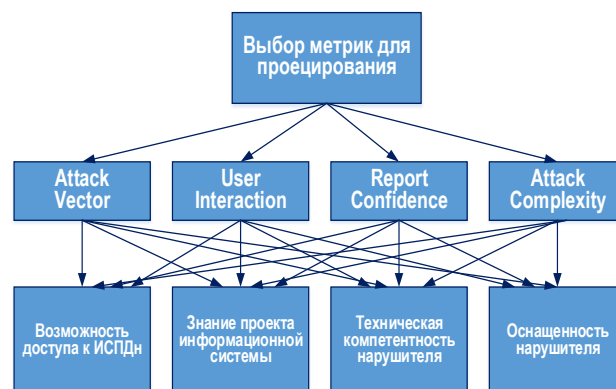 Выбор метрик для
проецирования
Attack
Vector
User
Interaction
Report
Confidence
Attack
Complexity
Возможность
доступа к ИСПДн
Знание проекта
информационной
системы
Техническая
компетентность
нарушителя
Оснащенность
нарушителя